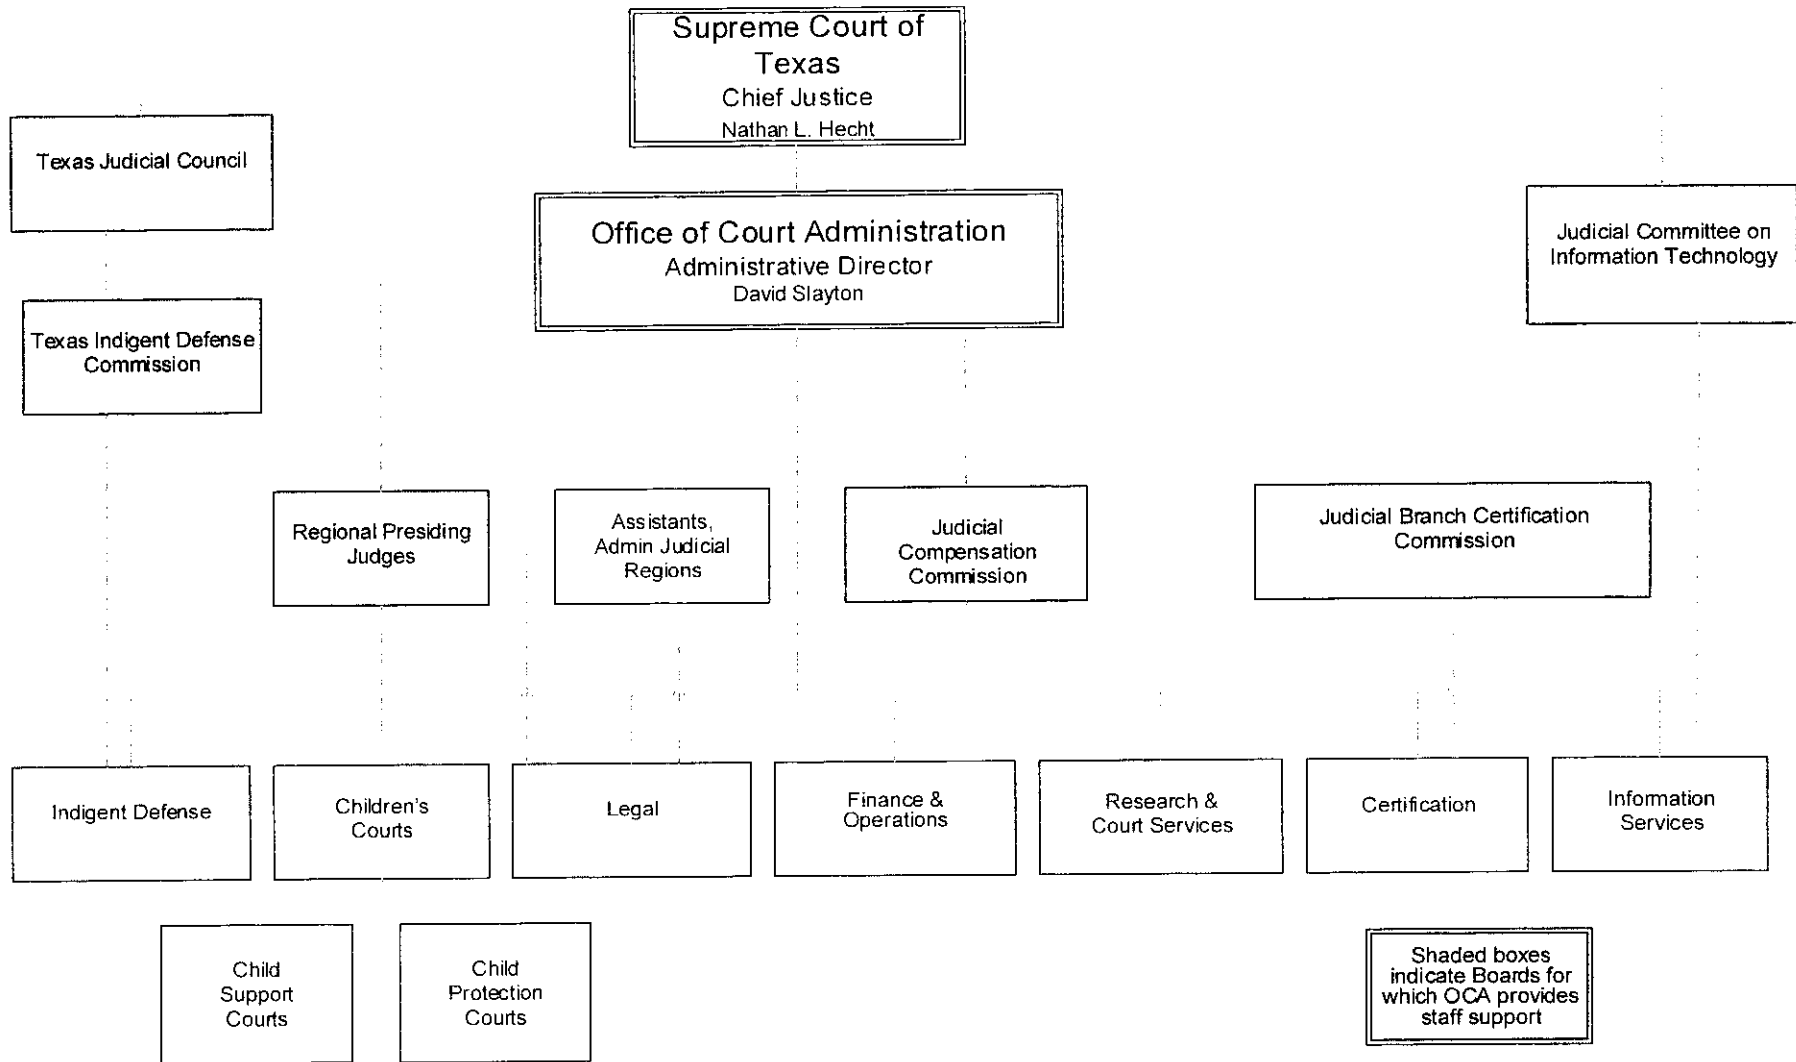 Supreme Court of
Texas
Chief Justice
Nathan L. Hecht
Texas Judicial Council
Office of Court Administration
Administrative Director
David Slayton
Judicial Committee on
Information Technology
Texas Indigent Defense
Commission
Regional Presiding
Judges
Assistants,
Admin Judicial
Regions
Judicial
Compensation
Commission
Judicial Branch Certification
Commission
Indigent Defense
Children's
Courts
Legal
Finance &
Operations
Research &
Court Services
Certification
Information
Services
Child
Support
Courts
Child
Protection
Courts
Shaded boxes
indicate Boards for
which OCA provides
staff support